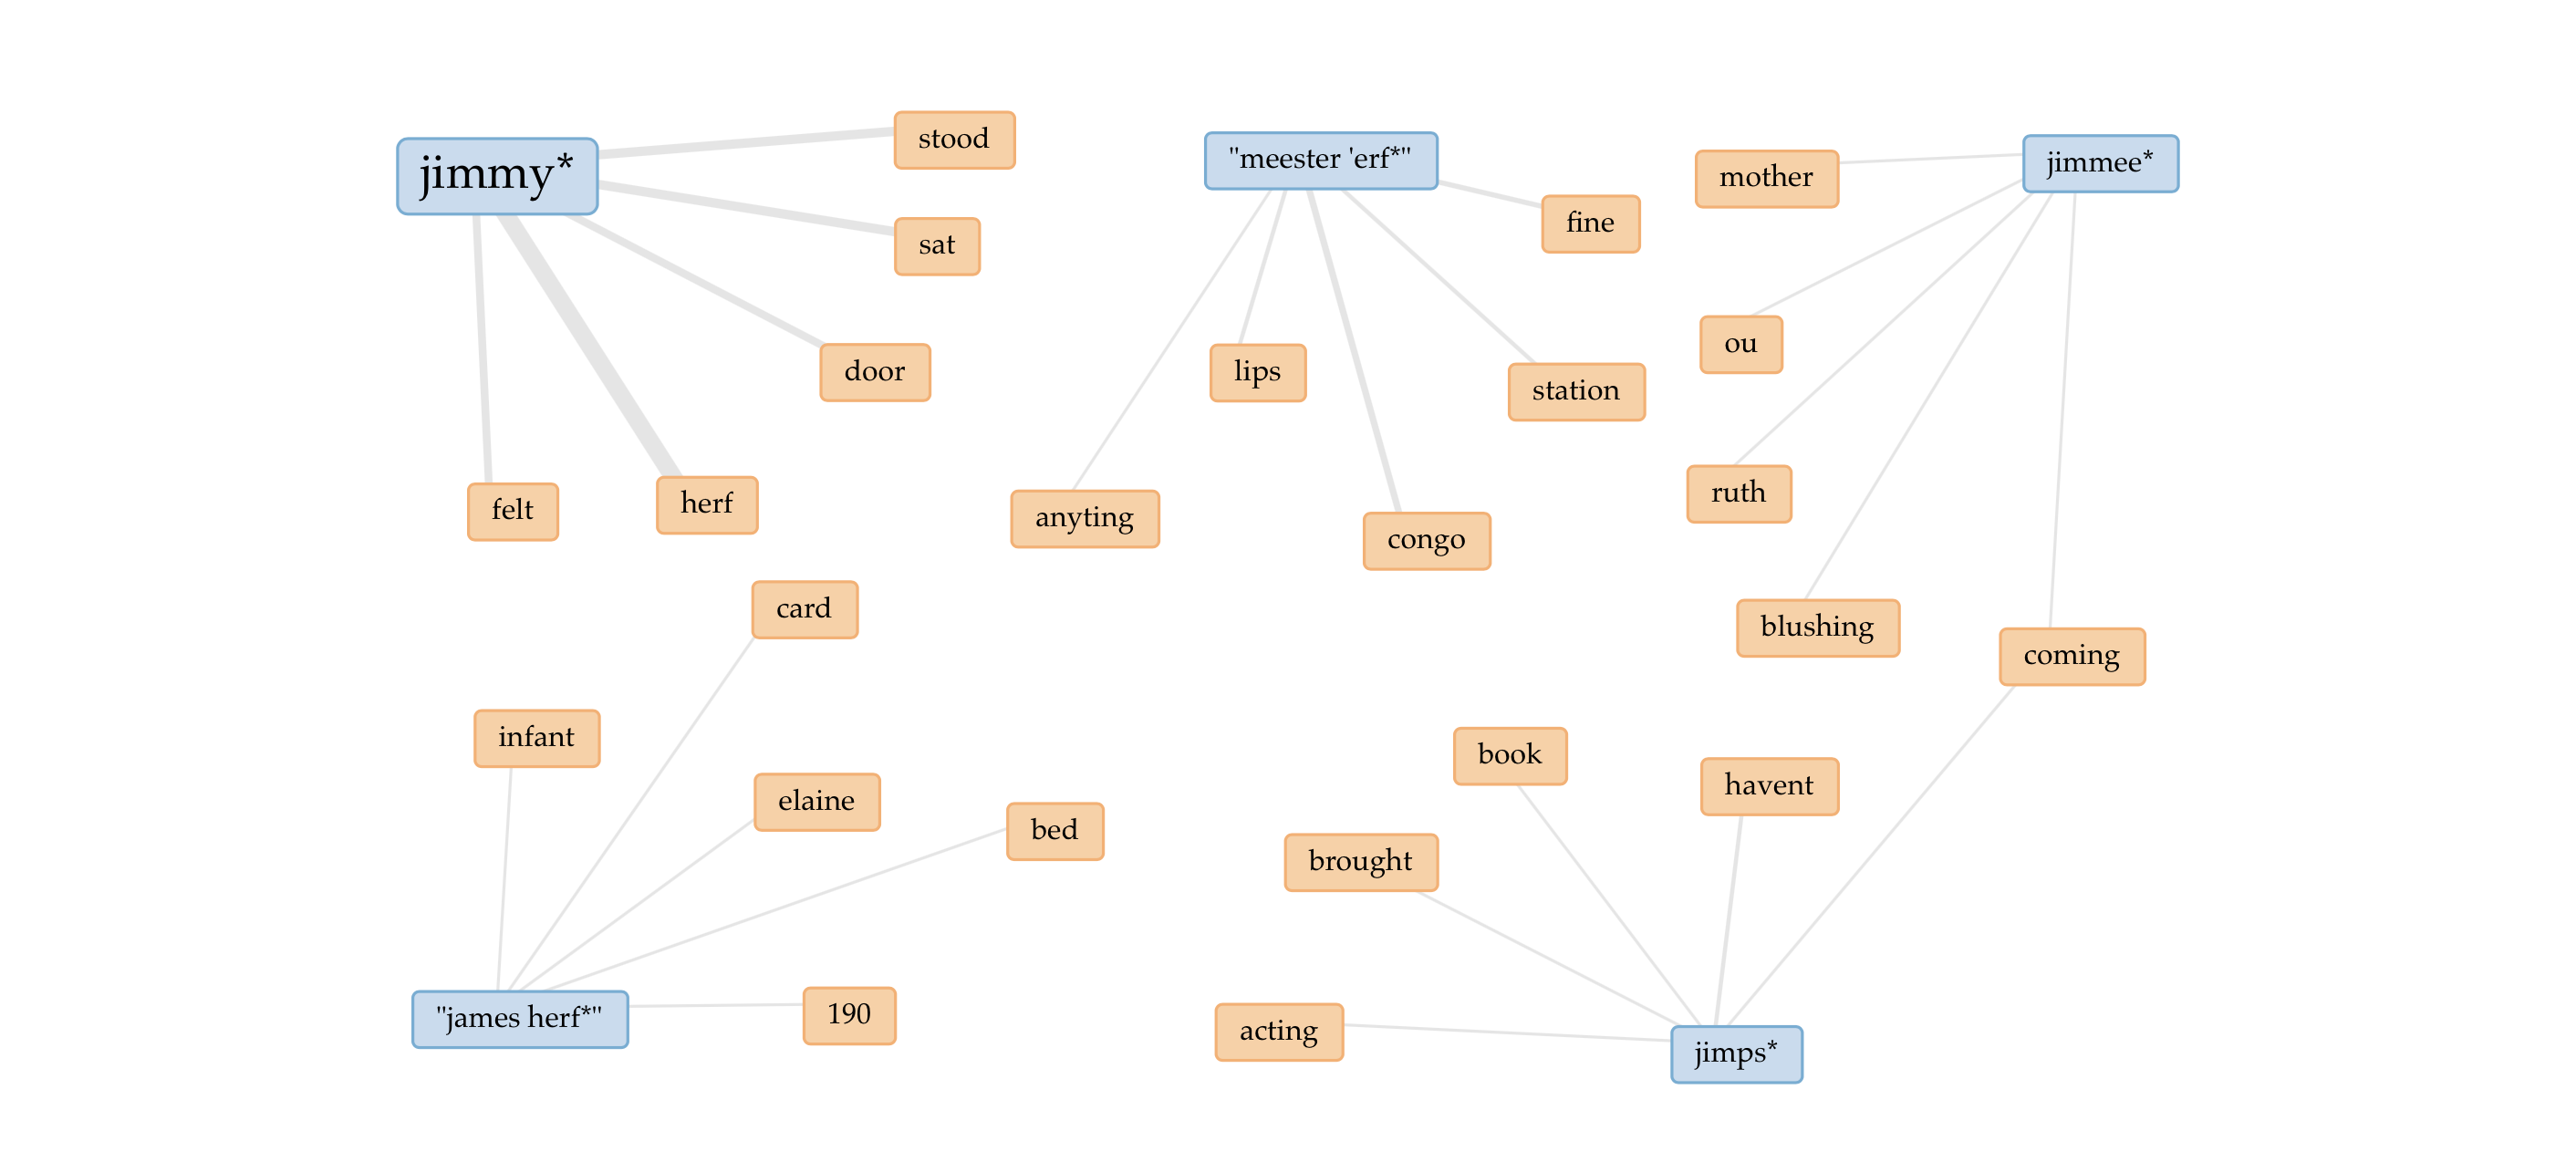 jimmy*
stood
sat
door
felt
herf
"meester 'erf*"
fine
lips
station
anyting
congo
jimmee*
mother
ou
ruth
blushing
coming
card
infant
elaine
bed
"james herf*"
190
book
havent
brought
acting
jimps*